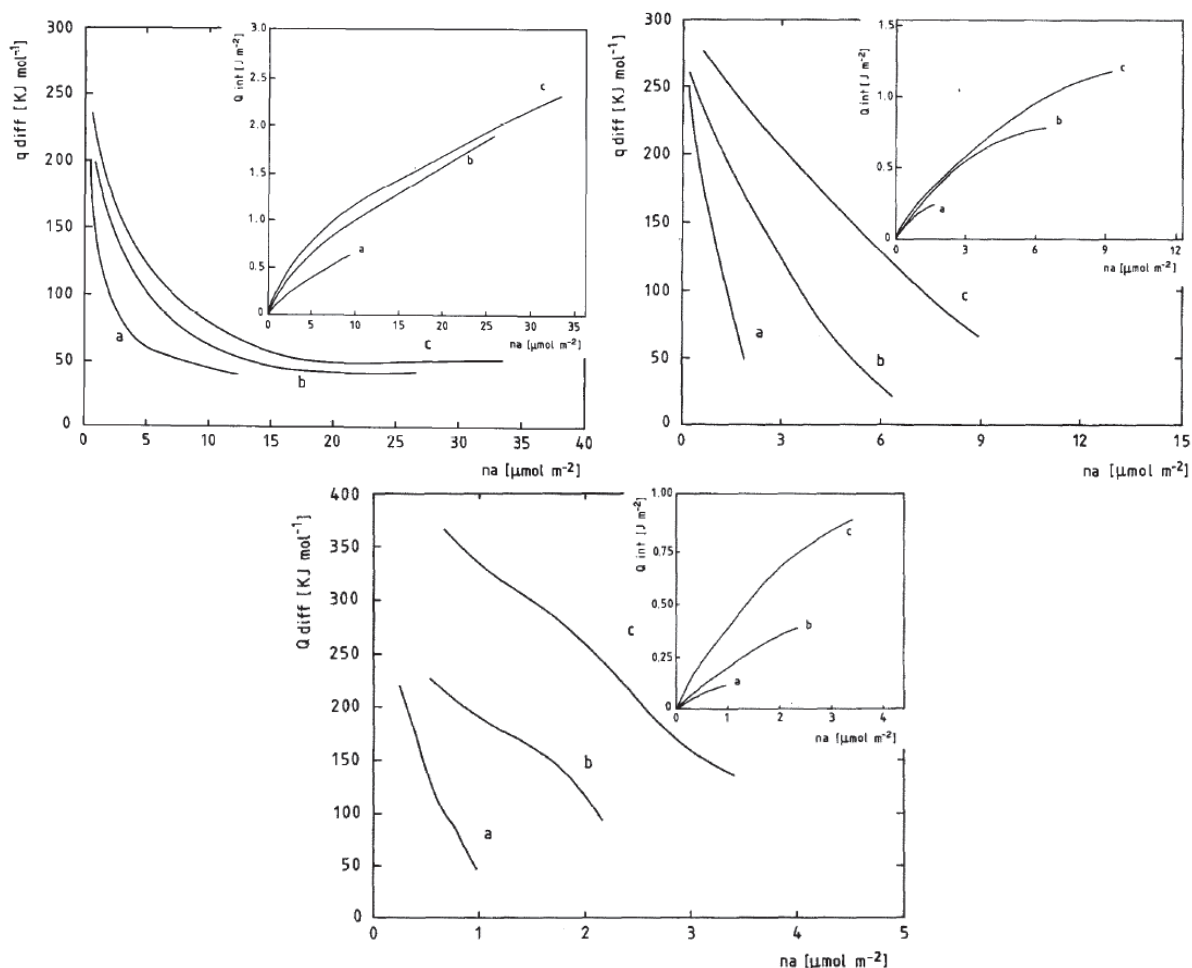 q diff [ KJ mol⁻¹ ]
300
250
200
150
100
50
0
0 5 10 15 20 25 30 35 40
na [ μmol m⁻² ]
a
b
c
Q int [ J m⁻² ]
3.0
2.5
2.0
1.5
1.0
0.5
0
0 5 10 15 20 25 30 35
na [μmol m⁻²]
a
b
c
q diff [ KJ mol⁻¹ ]
300
250
200
150
100
50
0
0 3 6 9 12 15
na [μmol m⁻²]
a
b
c
Q int [ J m⁻² ]
1.5
1.0
0.5
0
0 3 6 9 12
na [μmol m⁻²]
a
b
c
Q diff [ KJ mol⁻¹ ]
400
350
300
250
200
150
100
50
0
0 1 2 3 4 5
na [μmol m⁻²]
a
b
c
Q int [ J m⁻² ]
1.00
0.75
0.50
0.25
0
0 1 2 3 4
na [μmol m⁻²]
a
b
c